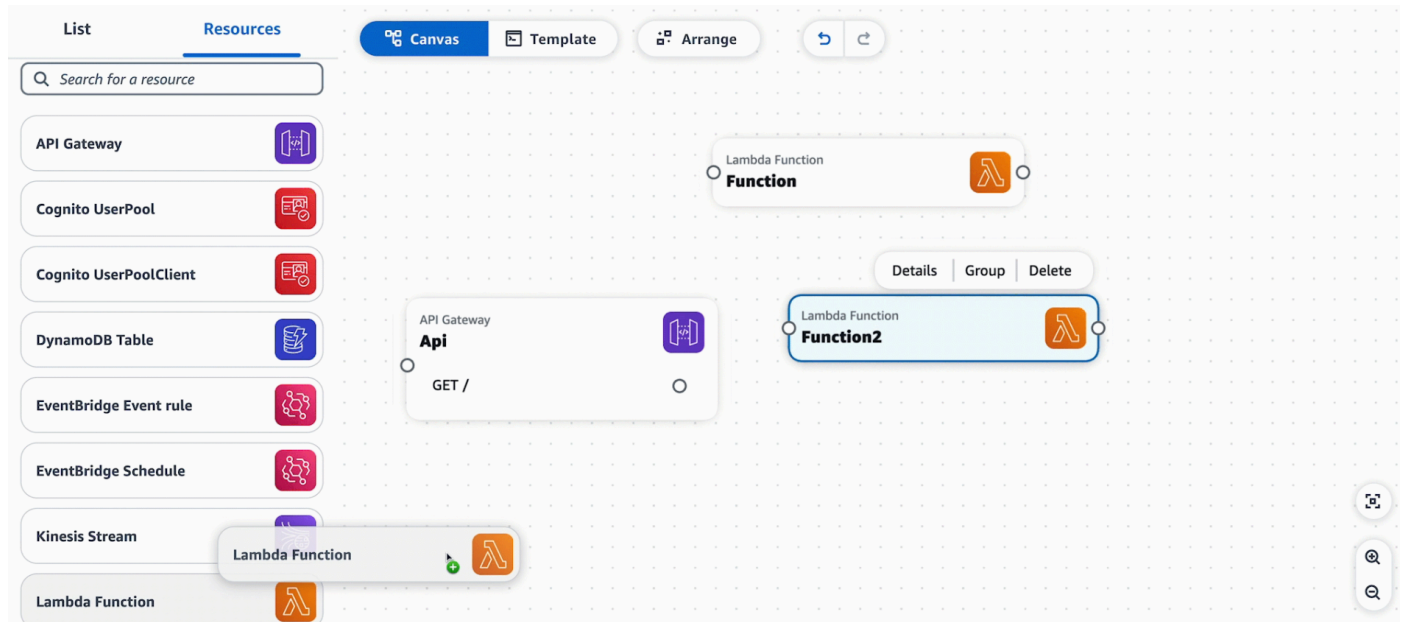 List
Resources
Canvas
Template
Arrange
Search for a resource
API Gateway
Cognito UserPool
Cognito UserPoolClient
DynamoDB Table
EventBridge Event rule
EventBridge Schedule
Kinesis Stream
Lambda Function
Lambda Function
Lambda Function
Function
Details
Group
Delete
Lambda Function
Function2
API Gateway
Api
GET /